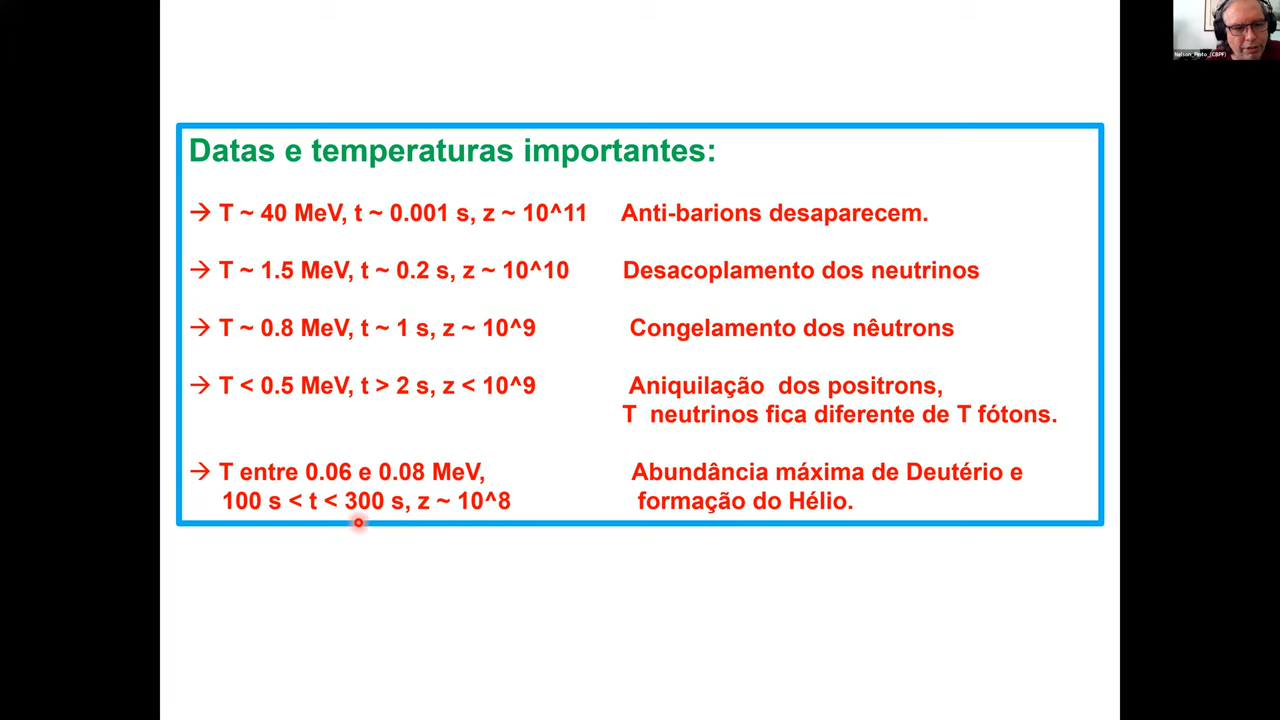 Nelson_Pinto_(CBPF)
Datas e temperaturas importantes:
→ T ~ 40 MeV, t ~ 0.001 s, z ~ 10^11 Anti-barions desaparecem.
→ T ~ 1.5 MeV, t ~ 0.2 s, z ~ 10^10 Desacoplamento dos neutrinos
→ T ~ 0.8 MeV, t ~ 1 s, z ~ 10^9 Congelamento dos nêutrons
→ T < 0.5 MeV, t > 2 s, z < 10^9 Aniquilação dos positrons,
T neutrinos fica diferente de T fótons.
→ T entre 0.06 e 0.08 MeV, Abundância máxima de Deutério e
100 s < t < 300 s, z ~ 10^8 formação do Hélio.